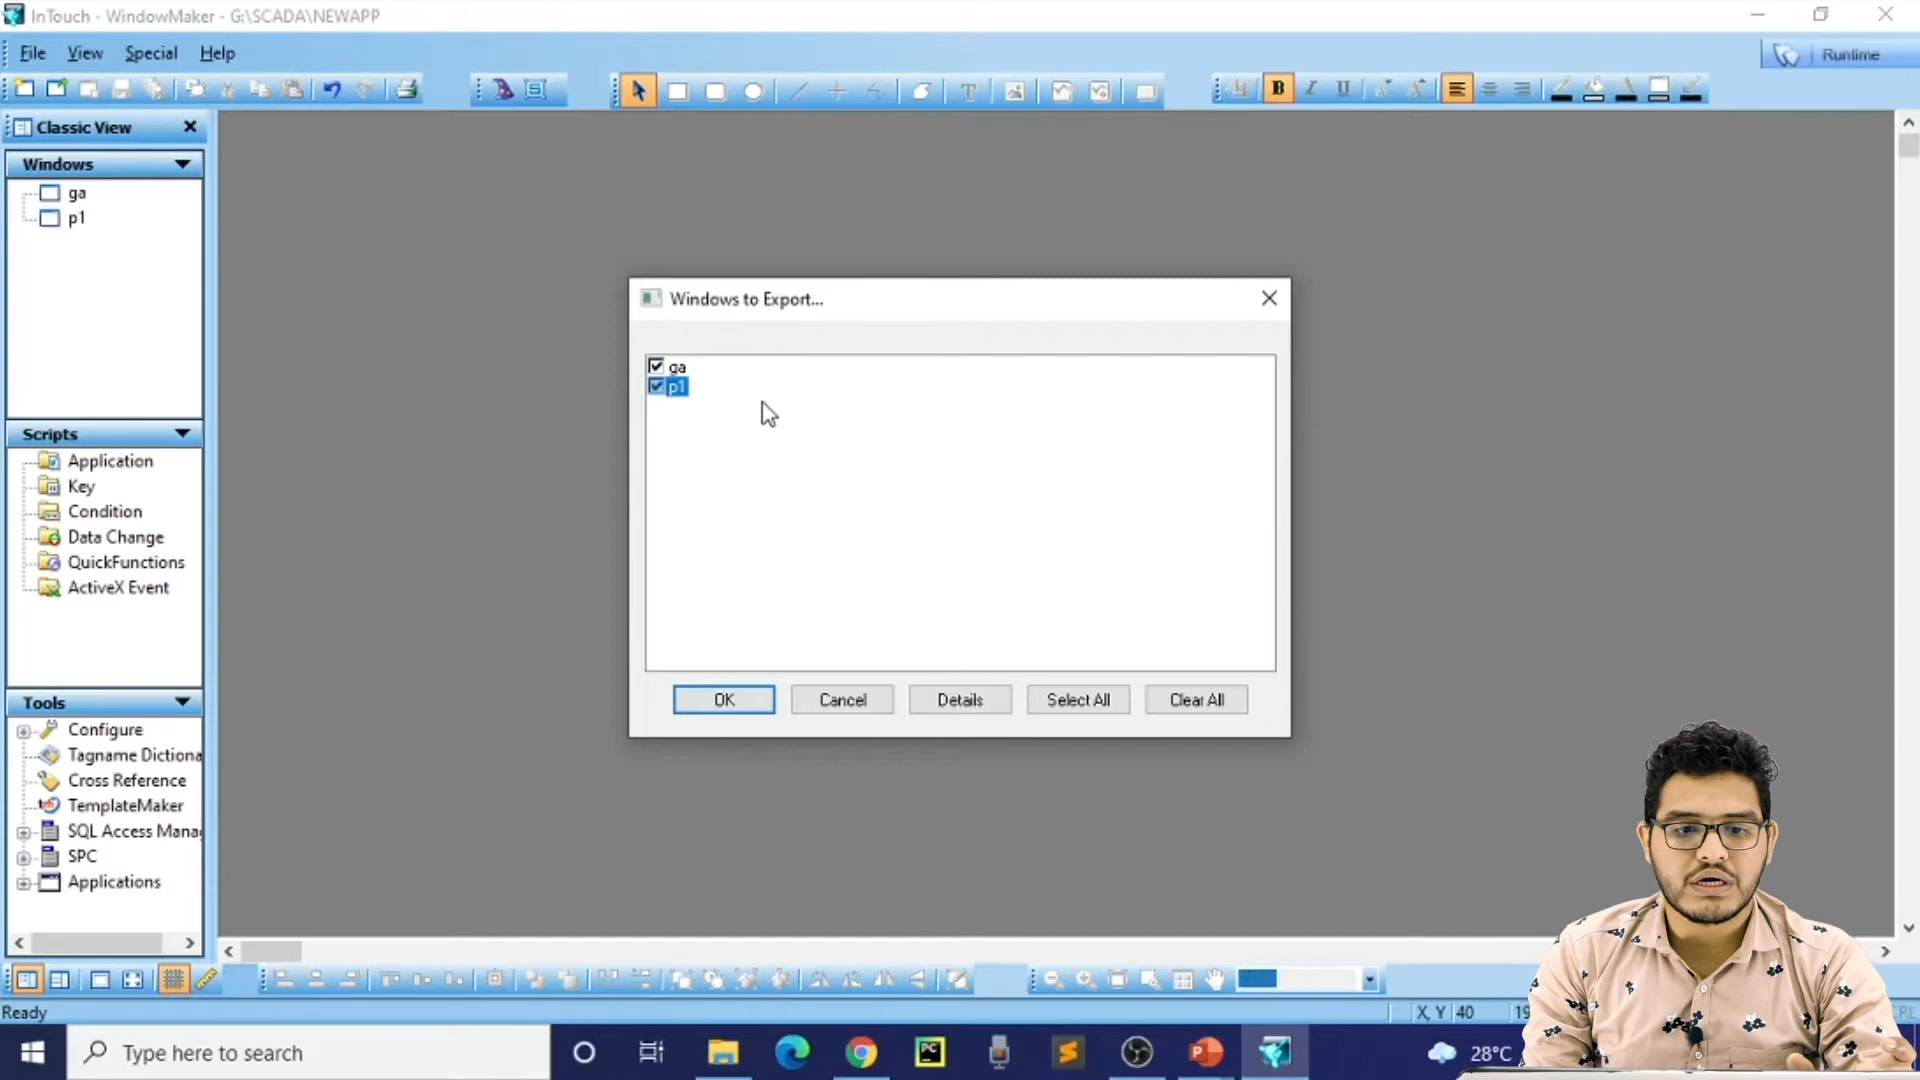 InTouch - WindowMaker - G:\SCADA\NEWAPP
File View Special Help
Runtime
T B I U
Classic View
Windows
ga
p1
Scripts
Application
Key
Condition
Data Change
QuickFunctions
ActiveX Event
Tools
Configure
Tagname Dictiona
Cross Reference
TemplateMaker
SQL Access Mana
SPC
Applications
Windows to Export...
ga
p1
OK Cancel Details Select All Clear All
Ready
X, Y 40 19
Type here to search
PC
P
28°C